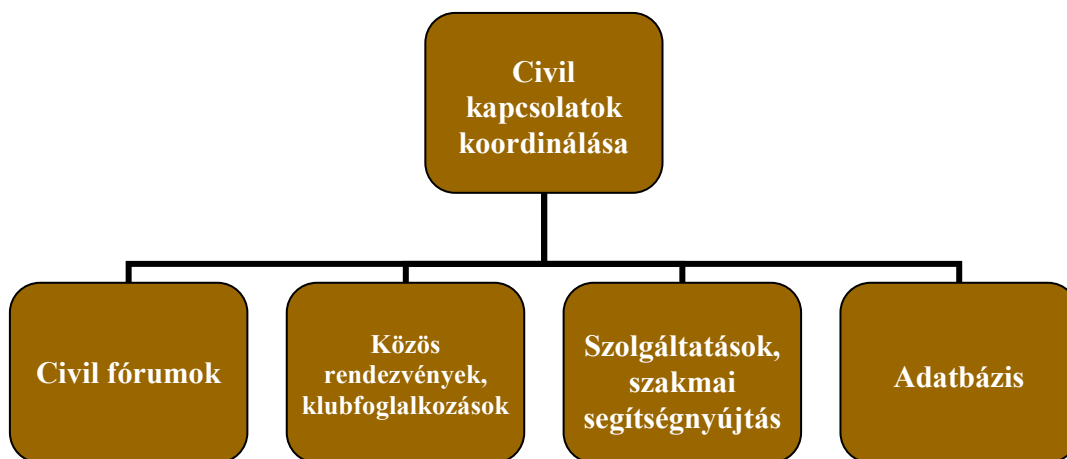 Civil
kapcsolatok
koordinálása
Civil fórumok
Közös
rendezvények,
klubfoglalkozások
Szolgáltatások,
szakmai
segítségnyújtás
Adatbázis